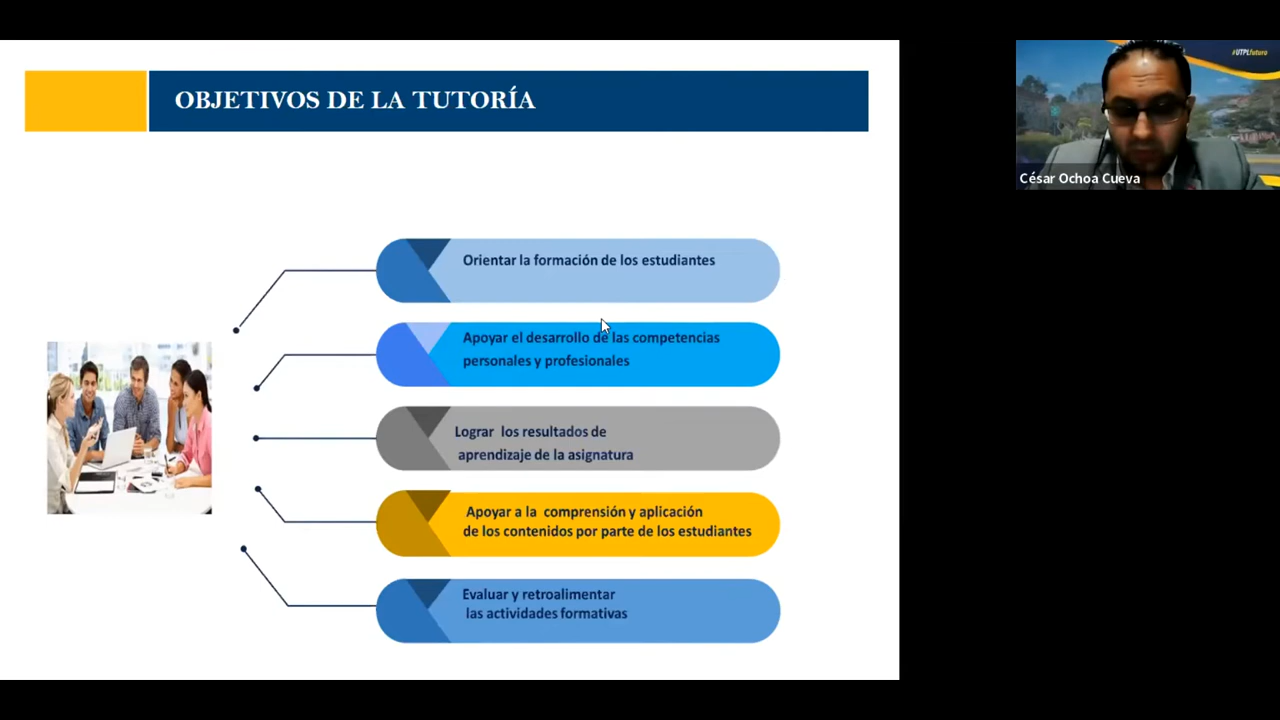 OBJETIVOS DE LA TUTORÍA
#UTPLfuturo
César Ochoa Cueva
Orientar la formación de los estudiantes
Apoyar el desarrollo de las competencias
personales y profesionales
Lograr los resultados de
aprendizaje de la asignatura
Apoyar a la comprensión y aplicación
de los contenidos por parte de los estudiantes
Evaluar y retroalimentar
las actividades formativas